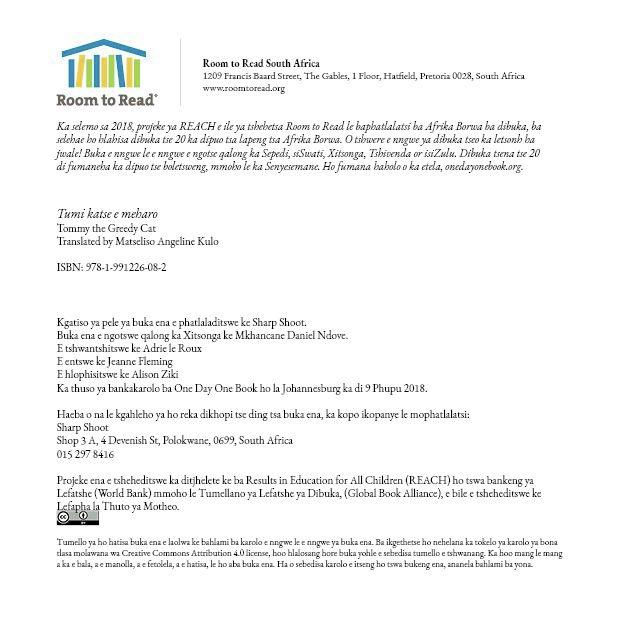 Room to Read®
Room to Read South Africa
1209 Francis Baard Street, The Gables, 1 Floor, Hatfield, Pretoria 0028, South Africa
www.roomtoread.org
Ka selemo sa 2018, projeke ya REACH e ile ya tshehetsa Room to Read le baphatlalatsi ba Afrika Borwa ba dibuka, ba
selehae ho hlahisa dibuka tse 20 ka dipuo tsa lapeng tsa Afrika Borwa. O tshwere e nngwe ya dibuka tseo ka letsonh ha
jwale! Buka e nngwe le e nngwe e ngotse qalong ka Sepedi, siSwati, Xitsonga, Tshivenda or isiZulu. Dibuka tsena tse 20
di fumaneha ka dipuo tse boletsweng, mmoho le ka Senyesemane. Ho fumana haholo o ka etela, onedayonebook.org.
Tumi katse e meharo
Tommy the Greedy Cat
Translated by Matseliso Angeline Kulo
ISBN: 978-1-991226-08-2
Kgatiso ya pele ya buka ena e phatlaladitswe ke Sharp Shoot.
Buka ena e ngotswe qalong ka Xitsonga ke Mkhancane Daniel Ndove.
E tshwantshitswe ke Adrie le Roux
E entswe ke Jeanne Fleming
E hlophisitswe ke Alison Ziki
Ka thuso ya bankakarolo ba One Day One Book ho la Johannesburg ka di 9 Phupu 2018.
Haeba o na le kgahleho ya ho reka dikhopi tse ding tsa buka ena, ka kopo ikopanye le mophatlalatsi:
Sharp Shoot
Shop 3 A, 4 Devenish St, Polokwane, 0699, South Africa
015 297 8416
Projeke ena e tsheheditswe ka ditjhelete ke ba Results in Education for All Children (REACH) ho tswa bankeng ya
Lefatshe (World Bank) mmoho le Tumellano ya Lefatshe ya Dibuka, (Global Book Alliance), e bile e tsheheditswe ke
Lefapha la Thuto ya Motheo.
Tumello ya ho hatisa buka ena e laolwa ke bahlami ba karolo e nngwe le e nngwe ya buka ena. Ba ikgethetse ho nehelana ka tokelo ya karolo ya bona
tlasa molawana wa Creative Commons Attribution 4.0 license, hoo hlalosang hore buka yohle e sebedisa tumello e tshwanang. Ka hoo mang le mang
a ka e bala, a e manolla, a e fetolela, a e hatisa, le ho aba buka ena. Ha o sebedisa karolo e itseng ho tswa bukeng ena, ananela bahlami ba yona.